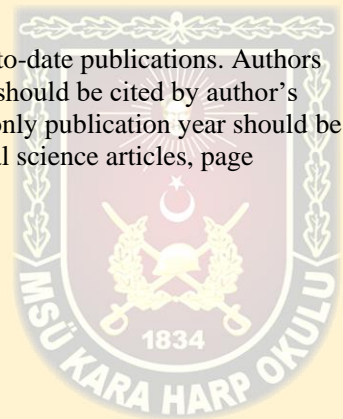 to-date publications. Authors
should be cited by author's
only publication year should be
al science articles, page
1834
MSÜ KARA HARP OKULU